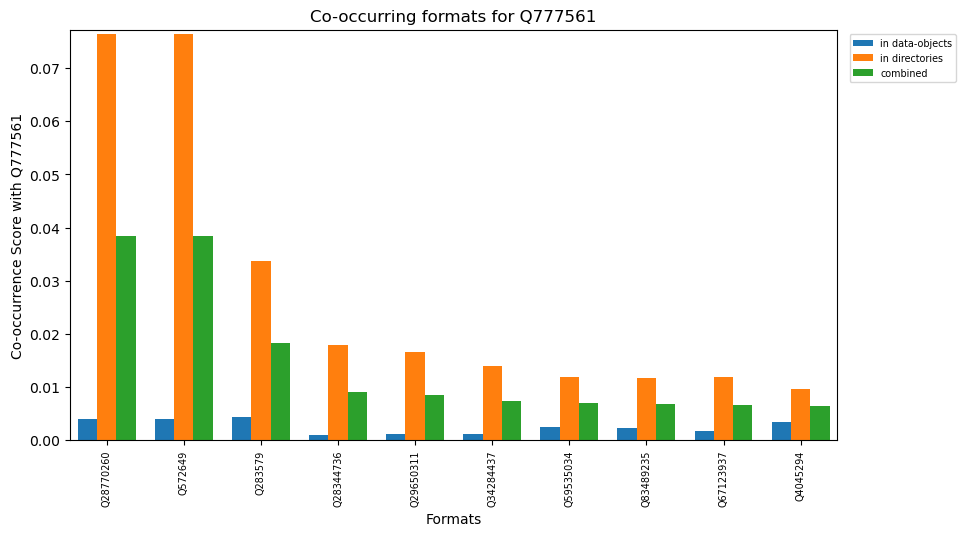 Co-occurring formats for Q777561
in data-objects
in directories
combined
Co-occurrence Score with Q777561
0.07
0.06
0.05
0.04
0.03
0.02
0.01
0.00
Q28770260
Q572649
Q283579
Q28344736
Q29650311
Q34284437
Q59535034
Q83489235
Q67123937
Q4045294
Formats